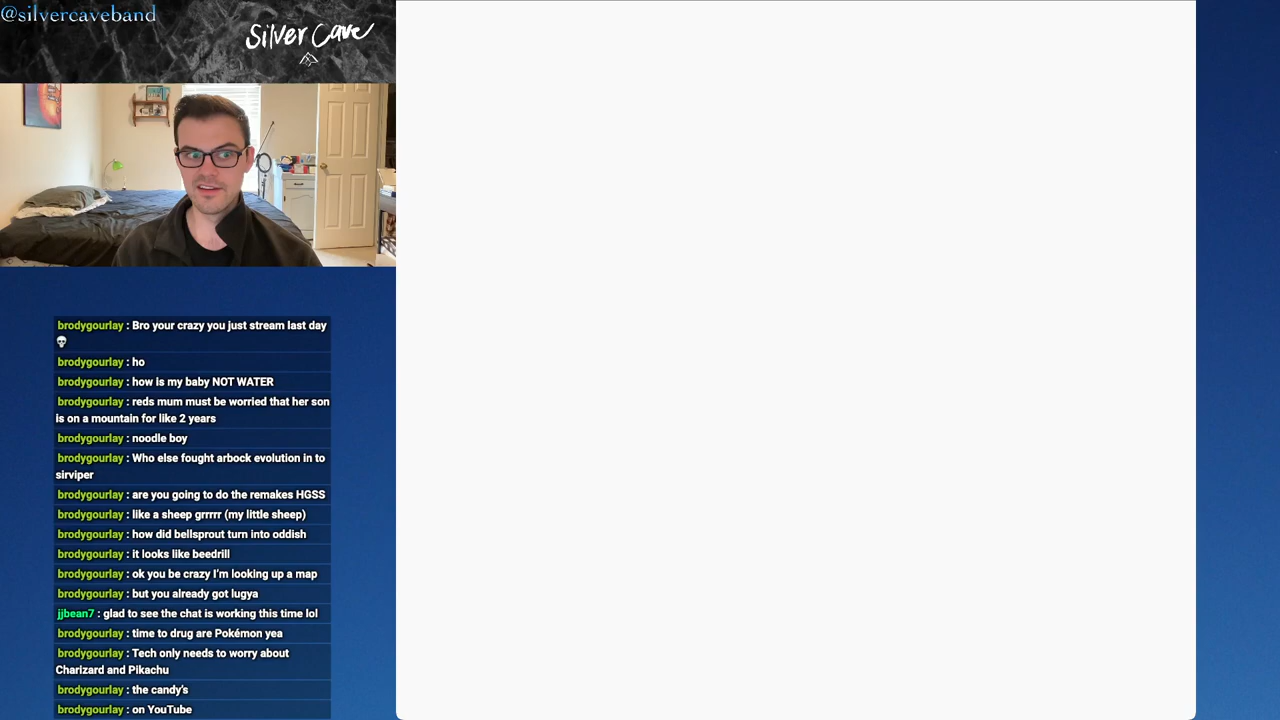 @silvercaveband
Silver Cave
brodygourlay : Bro your crazy you just stream last day
💀
brodygourlay : ho
brodygourlay : how is my baby NOT WATER
brodygourlay : reds mum must be worried that her son
is on a mountain for like 2 years
brodygourlay : noodle boy
brodygourlay : Who else fought arbock evolution in to
sirviper
brodygourlay : are you going to do the remakes HGSS
brodygourlay : like a sheep grrrrr (my little sheep)
brodygourlay : how did bellsprout turn into oddish
brodygourlay : it looks like beedrill
brodygourlay : ok you be crazy I’m looking up a map
brodygourlay : but you already got lugya
jjbean7 : glad to see the chat is working this time lol
brodygourlay : time to drug are Pokémon yea
brodygourlay : Tech only needs to worry about
Charizard and Pikachu
brodygourlay : the candy’s
brodygourlay : on YouTube